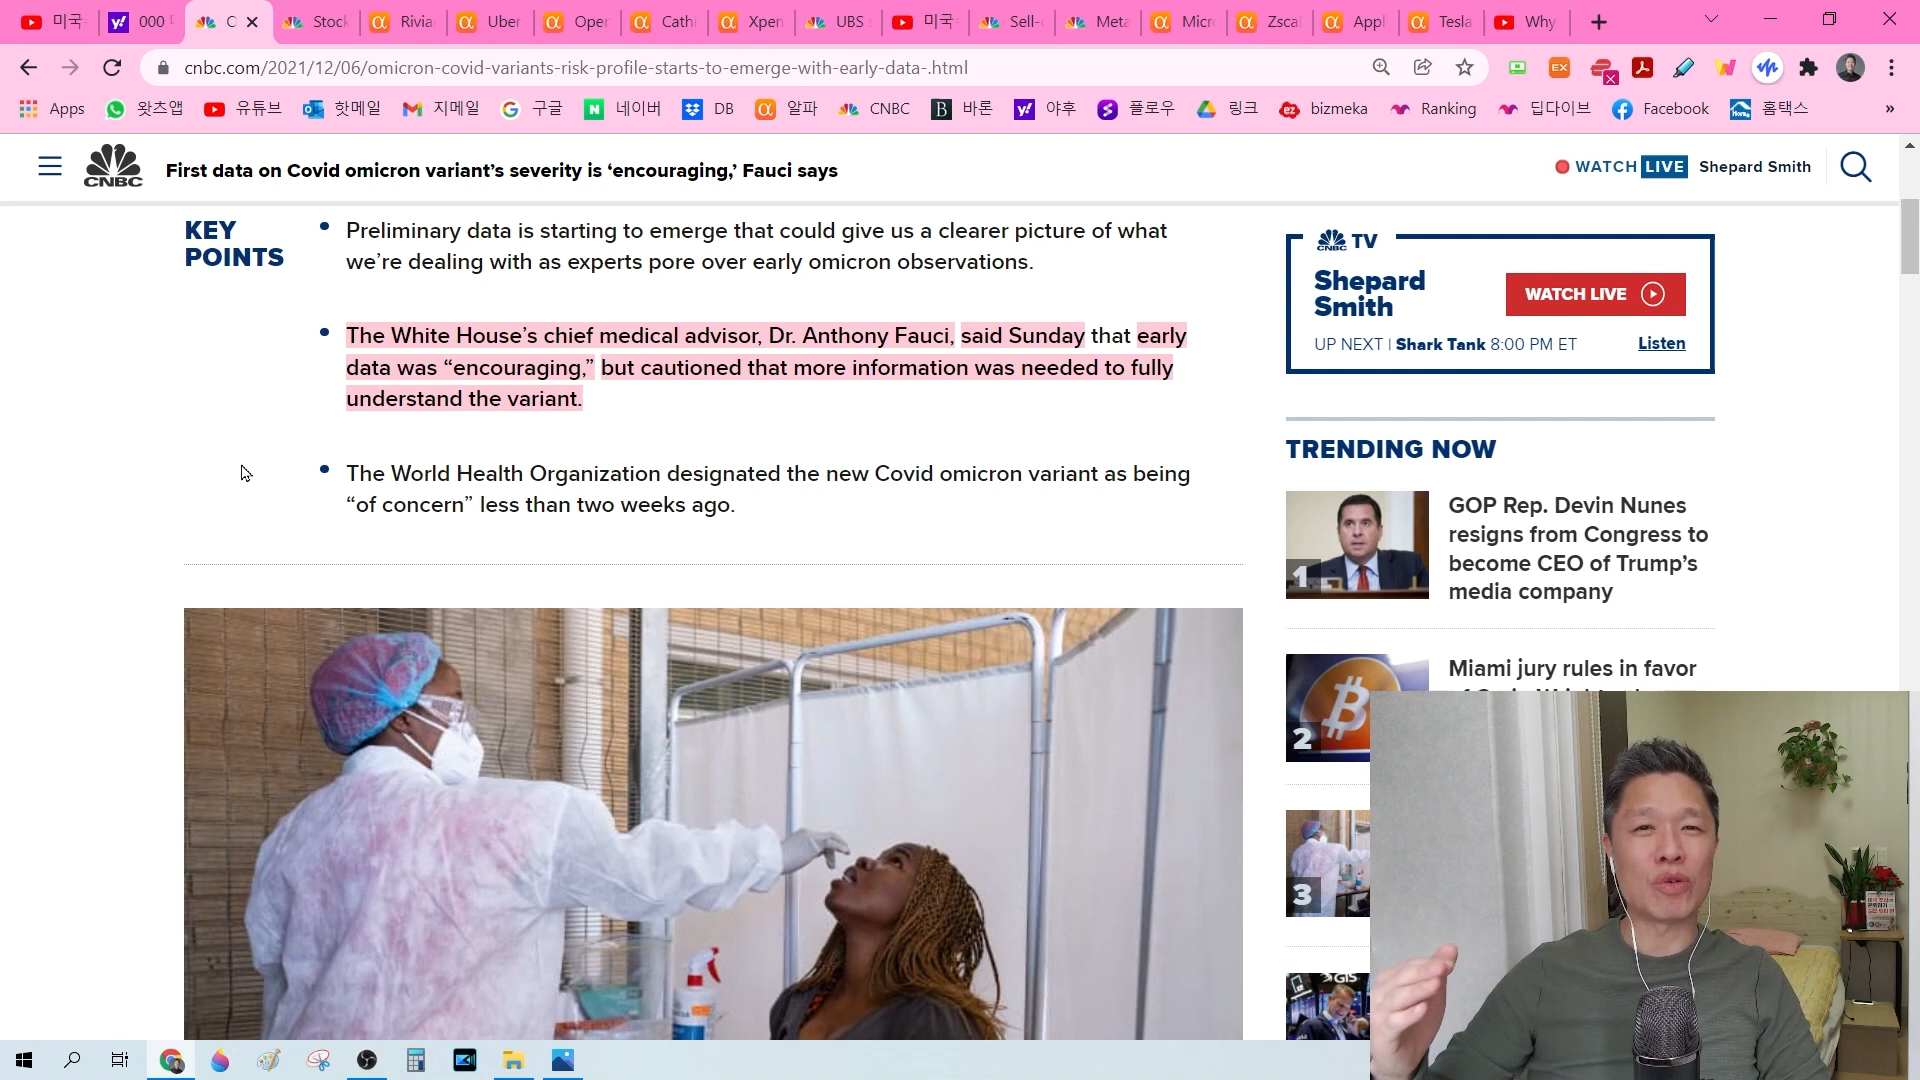 미국
000
C
Stock
Rivia
Uber
Oper
Cathi
Xpen
UBS
미국
Sell-
Meta
Micr
Zscal
Appl
Tesla
Why
cnbc.com/2021/12/06/omicron-covid-variants-risk-profile-starts-to-emerge-with-early-data-.html
Apps 왓츠앱 유튜브 핫메일 지메일 구글 네이버 DB 알파 CNBC 바론 야후 플로우 링크 bizmeka Ranking 딥다이브 Facebook 홈택스 »
CNBC
First data on Covid omicron variant’s severity is ‘encouraging,’ Fauci says
WATCH LIVE Shepard Smith
KEY
POINTS
Preliminary data is starting to emerge that could give us a clearer picture of what
we’re dealing with as experts pore over early omicron observations.
The White House’s chief medical advisor, Dr. Anthony Fauci, said Sunday that early
data was “encouraging,” but cautioned that more information was needed to fully
understand the variant.
The World Health Organization designated the new Covid omicron variant as being
“of concern” less than two weeks ago.
CNBC TV
Shepard
Smith
WATCH LIVE
UP NEXT | Shark Tank 8:00 PM ET
Listen
TRENDING NOW
1
GOP Rep. Devin Nunes
resigns from Congress to
become CEO of Trump’s
media company
2
Miami jury rules in favor
3